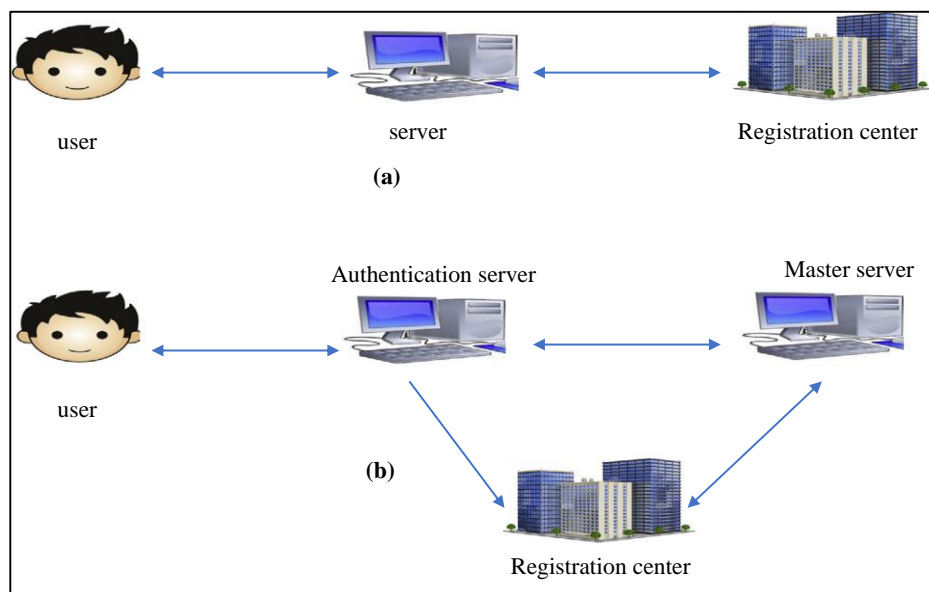 user
server
Registration center
(a)
Authentication server
Master server
user
(b)
Registration center